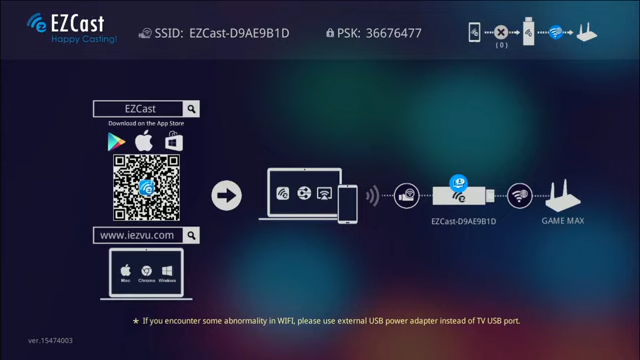 EZCast
Happy Casting!
SSID: EZCast-D9AE9B1D
PSK: 36676477
( 0 )
EZCast
Download on the App Store
www.iezvu.com
Mac Chrome Windows
EZCast-D9AE9B1D
GAME MAX
* If you encounter some abnormality in WIFI, please use external USB power adapter instead of TV USB port.
ver.15474003